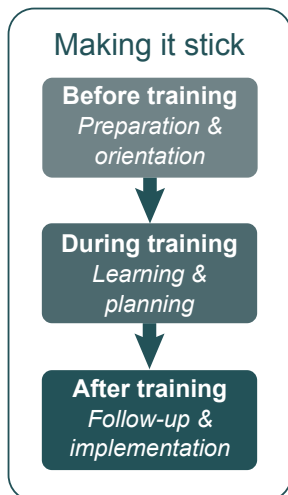 Making it stick
Before training
Preparation &
orientation
During training
Learning &
planning
After training
Follow-up &
implementation